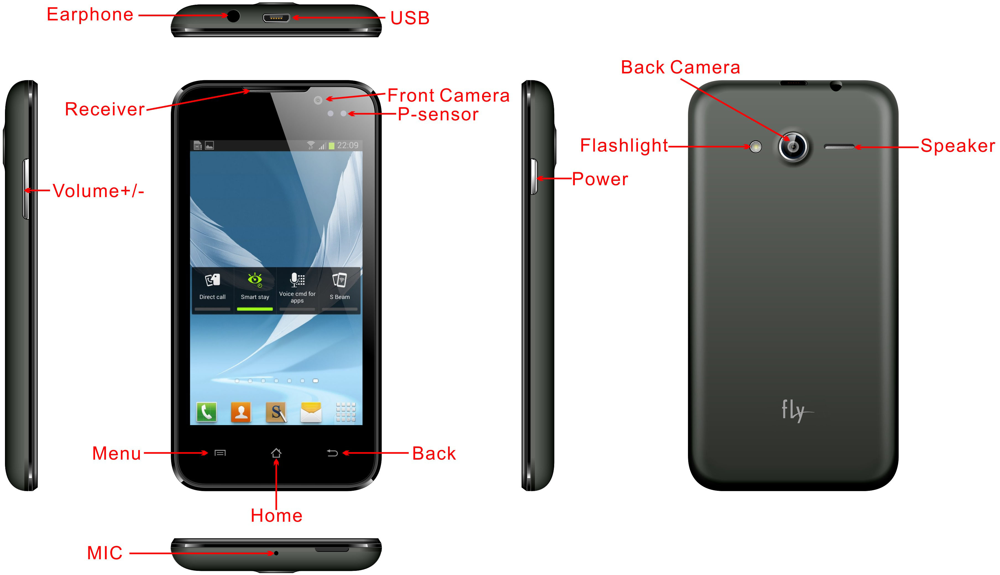 Earphone
USB
Back Camera
Receiver
Front Camera
P-sensor
22:09
Flashlight
Speaker
Power
Volume+/-
Direct call
Smart stay
Voice cmd for
apps
S Beam
S
fly
Menu
Back
Home
MIC